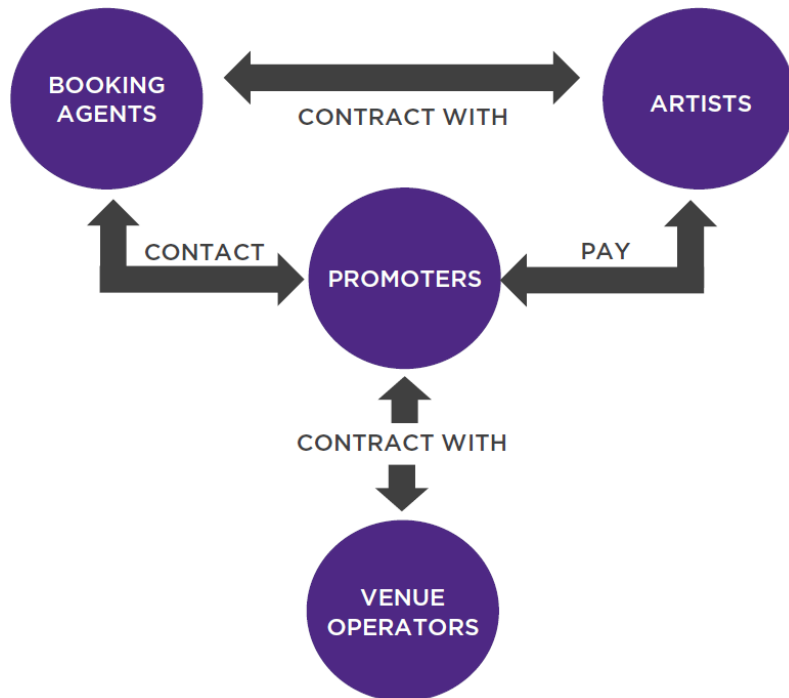 BOOKING
AGENTS
CONTRACT WITH
ARTISTS
CONTACT
PROMOTERS
PAY
CONTRACT WITH
VENUE
OPERATORS